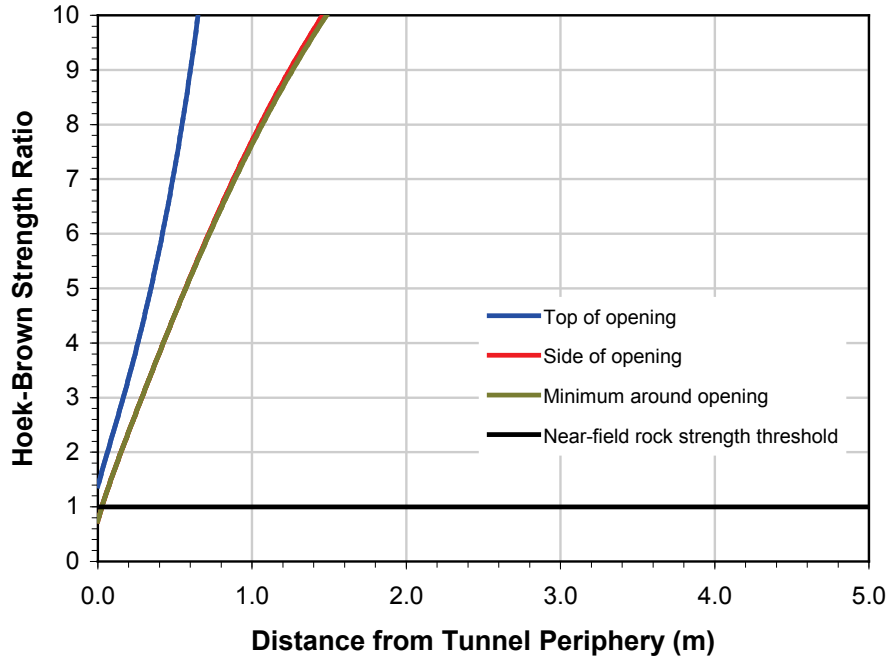 Hoek-Brown Strength Ratio
10
9
8
7
6
5
4
3
2
1
0
Top of opening
Side of opening
Minimum around opening
Near-field rock strength threshold
0.0 1.0 2.0 3.0 4.0 5.0
Distance from Tunnel Periphery (m)